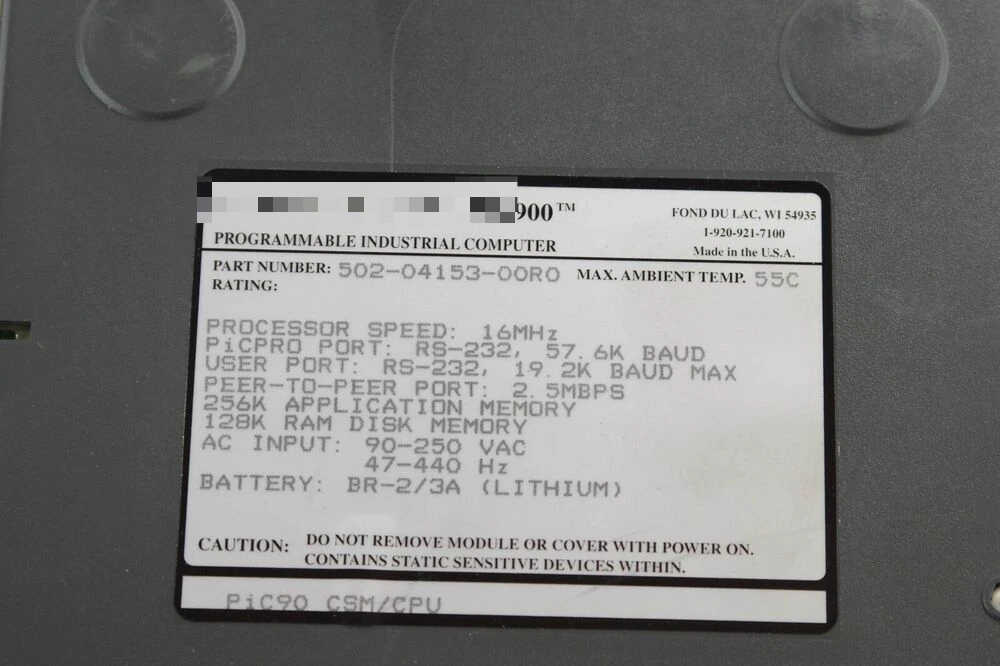 900™
FOND DU LAC, WI 54935
1-920-921-7100
PROGRAMMABLE INDUSTRIAL COMPUTER
Made in the U.S.A.
PART NUMBER: 502-04153-00R0 MAX. AMBIENT TEMP. 55C
RATING:
PROCESSOR SPEED: 16MHz
PiCPRO PORT: RS-232, 57.6K BAUD
USER PORT: RS-232, 19.2K BAUD MAX
PEER-TO-PEER PORT: 2.5MBPS
256K APPLICATION MEMORY
128K RAM DISK MEMORY
AC INPUT: 90-250 VAC
47-440 Hz
BATTERY: BR-2/3A (LITHIUM)
CAUTION: DO NOT REMOVE MODULE OR COVER WITH POWER ON.
CONTAINS STATIC SENSITIVE DEVICES WITHIN.
PiC90 CSM/CPU